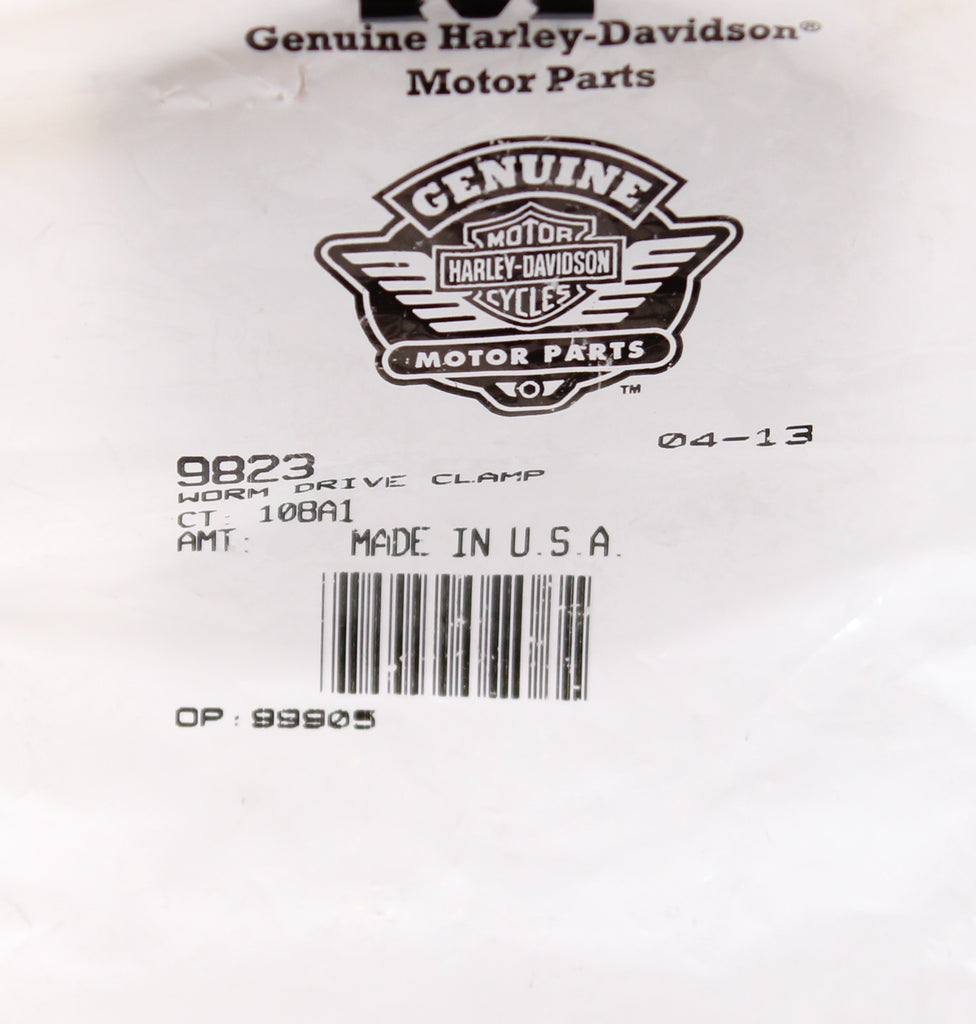 Genuine Harley-Davidson®
Motor Parts
GENUINE
MOTOR
HARLEY-DAVIDSON
CYCLES
MOTOR PARTS
TM
04-13
9823
WORM DRIVE CLAMP
CT: 108A1
AMT: MADE IN U.S.A.
OP: 99905